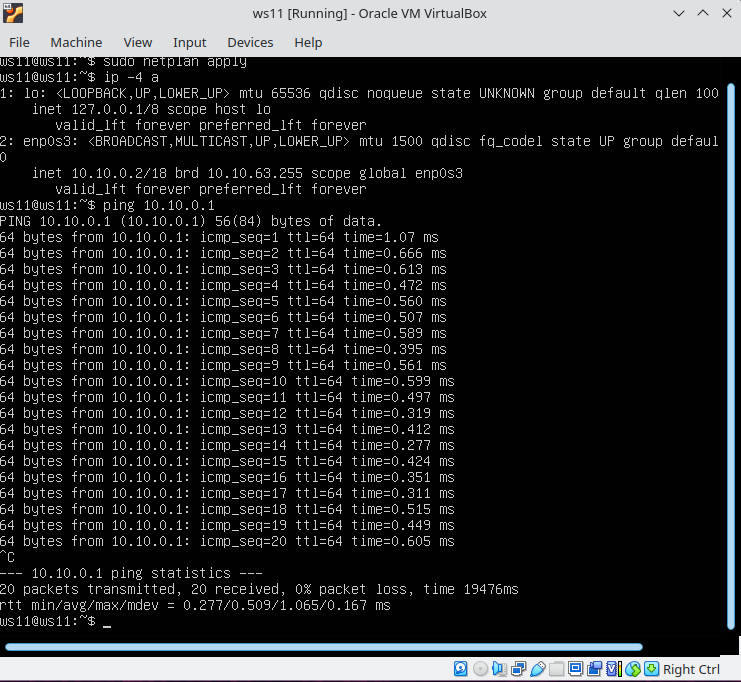 ws11 [Running] - Oracle VM VirtualBox
File Machine View Input Devices Help
ws11@ws11:~$ sudo netplan apply
ws11@ws11:~$ ip -4 a
1: lo: <LOOPBACK,UP,LOWER_UP> mtu 65536 qdisc noqueue state UNKNOWN group default qlen 100
inet 127.0.0.1/8 scope host lo
valid_lft forever preferred_lft forever
2: enp0s3: <BROADCAST,MULTICAST,UP,LOWER_UP> mtu 1500 qdisc fq_codel state UP group defaul
0
inet 10.10.0.2/18 brd 10.10.63.255 scope global enp0s3
valid_lft forever preferred_lft forever
ws11@ws11:~$ ping 10.10.0.1
PING 10.10.0.1 (10.10.0.1) 56(84) bytes of data.
64 bytes from 10.10.0.1: icmp_seq=1 ttl=64 time=1.07 ms
64 bytes from 10.10.0.1: icmp_seq=2 ttl=64 time=0.666 ms
64 bytes from 10.10.0.1: icmp_seq=3 ttl=64 time=0.613 ms
64 bytes from 10.10.0.1: icmp_seq=4 ttl=64 time=0.472 ms
64 bytes from 10.10.0.1: icmp_seq=5 ttl=64 time=0.560 ms
64 bytes from 10.10.0.1: icmp_seq=6 ttl=64 time=0.507 ms
64 bytes from 10.10.0.1: icmp_seq=7 ttl=64 time=0.589 ms
64 bytes from 10.10.0.1: icmp_seq=8 ttl=64 time=0.395 ms
64 bytes from 10.10.0.1: icmp_seq=9 ttl=64 time=0.561 ms
64 bytes from 10.10.0.1: icmp_seq=10 ttl=64 time=0.599 ms
64 bytes from 10.10.0.1: icmp_seq=11 ttl=64 time=0.497 ms
64 bytes from 10.10.0.1: icmp_seq=12 ttl=64 time=0.319 ms
64 bytes from 10.10.0.1: icmp_seq=13 ttl=64 time=0.412 ms
64 bytes from 10.10.0.1: icmp_seq=14 ttl=64 time=0.277 ms
64 bytes from 10.10.0.1: icmp_seq=15 ttl=64 time=0.424 ms
64 bytes from 10.10.0.1: icmp_seq=16 ttl=64 time=0.351 ms
64 bytes from 10.10.0.1: icmp_seq=17 ttl=64 time=0.311 ms
64 bytes from 10.10.0.1: icmp_seq=18 ttl=64 time=0.515 ms
64 bytes from 10.10.0.1: icmp_seq=19 ttl=64 time=0.449 ms
64 bytes from 10.10.0.1: icmp_seq=20 ttl=64 time=0.605 ms
^C
--- 10.10.0.1 ping statistics ---
20 packets transmitted, 20 received, 0% packet loss, time 19476ms
rtt min/avg/max/mdev = 0.277/0.509/1.065/0.167 ms
ws11@ws11:~$ _
Right Ctrl